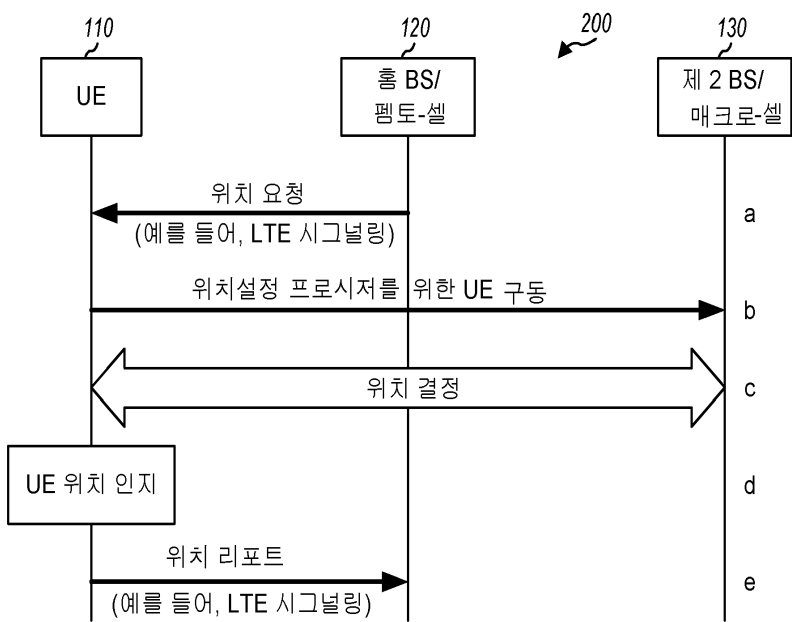 110
120
200
130
UE
홈 BS/
펨토-셀
제 2 BS/
매크로-셀
위치 요청
(예를 들어, LTE 시그널링)
a
위치설정 프로시저를 위한 UE 구동
b
위치 결정
c
UE 위치 인지
d
위치 리포트
(예를 들어, LTE 시그널링)
e